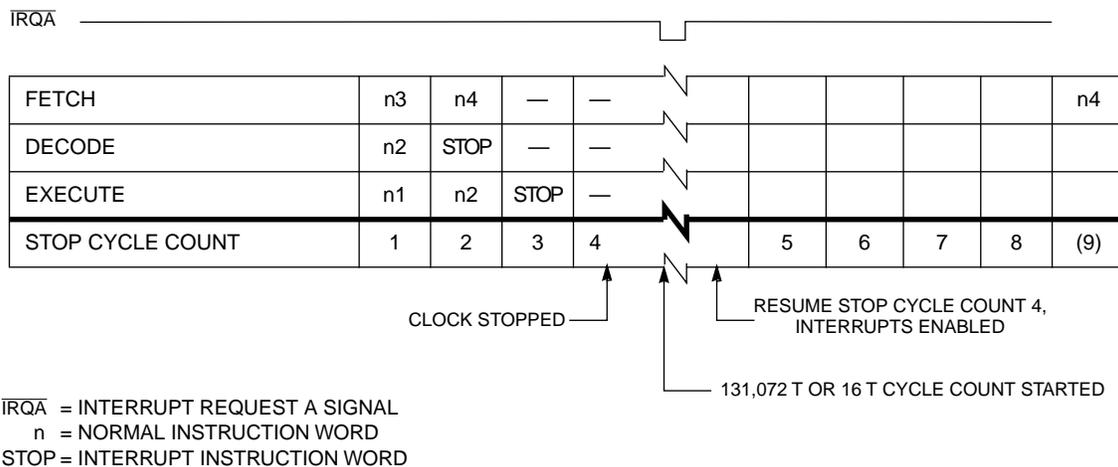 IRQA
FETCH n3 n4 — — n4
DECODE n2 STOP — —
EXECUTE n1 n2 STOP —
STOP CYCLE COUNT 1 2 3 4 5 6 7 8 (9)
CLOCK STOPPED
RESUME STOP CYCLE COUNT 4,
INTERRUPTS ENABLED
131,072 T OR 16 T CYCLE COUNT STARTED
IRQA = INTERRUPT REQUEST A SIGNAL
n = NORMAL INSTRUCTION WORD
STOP = INTERRUPT INSTRUCTION WORD